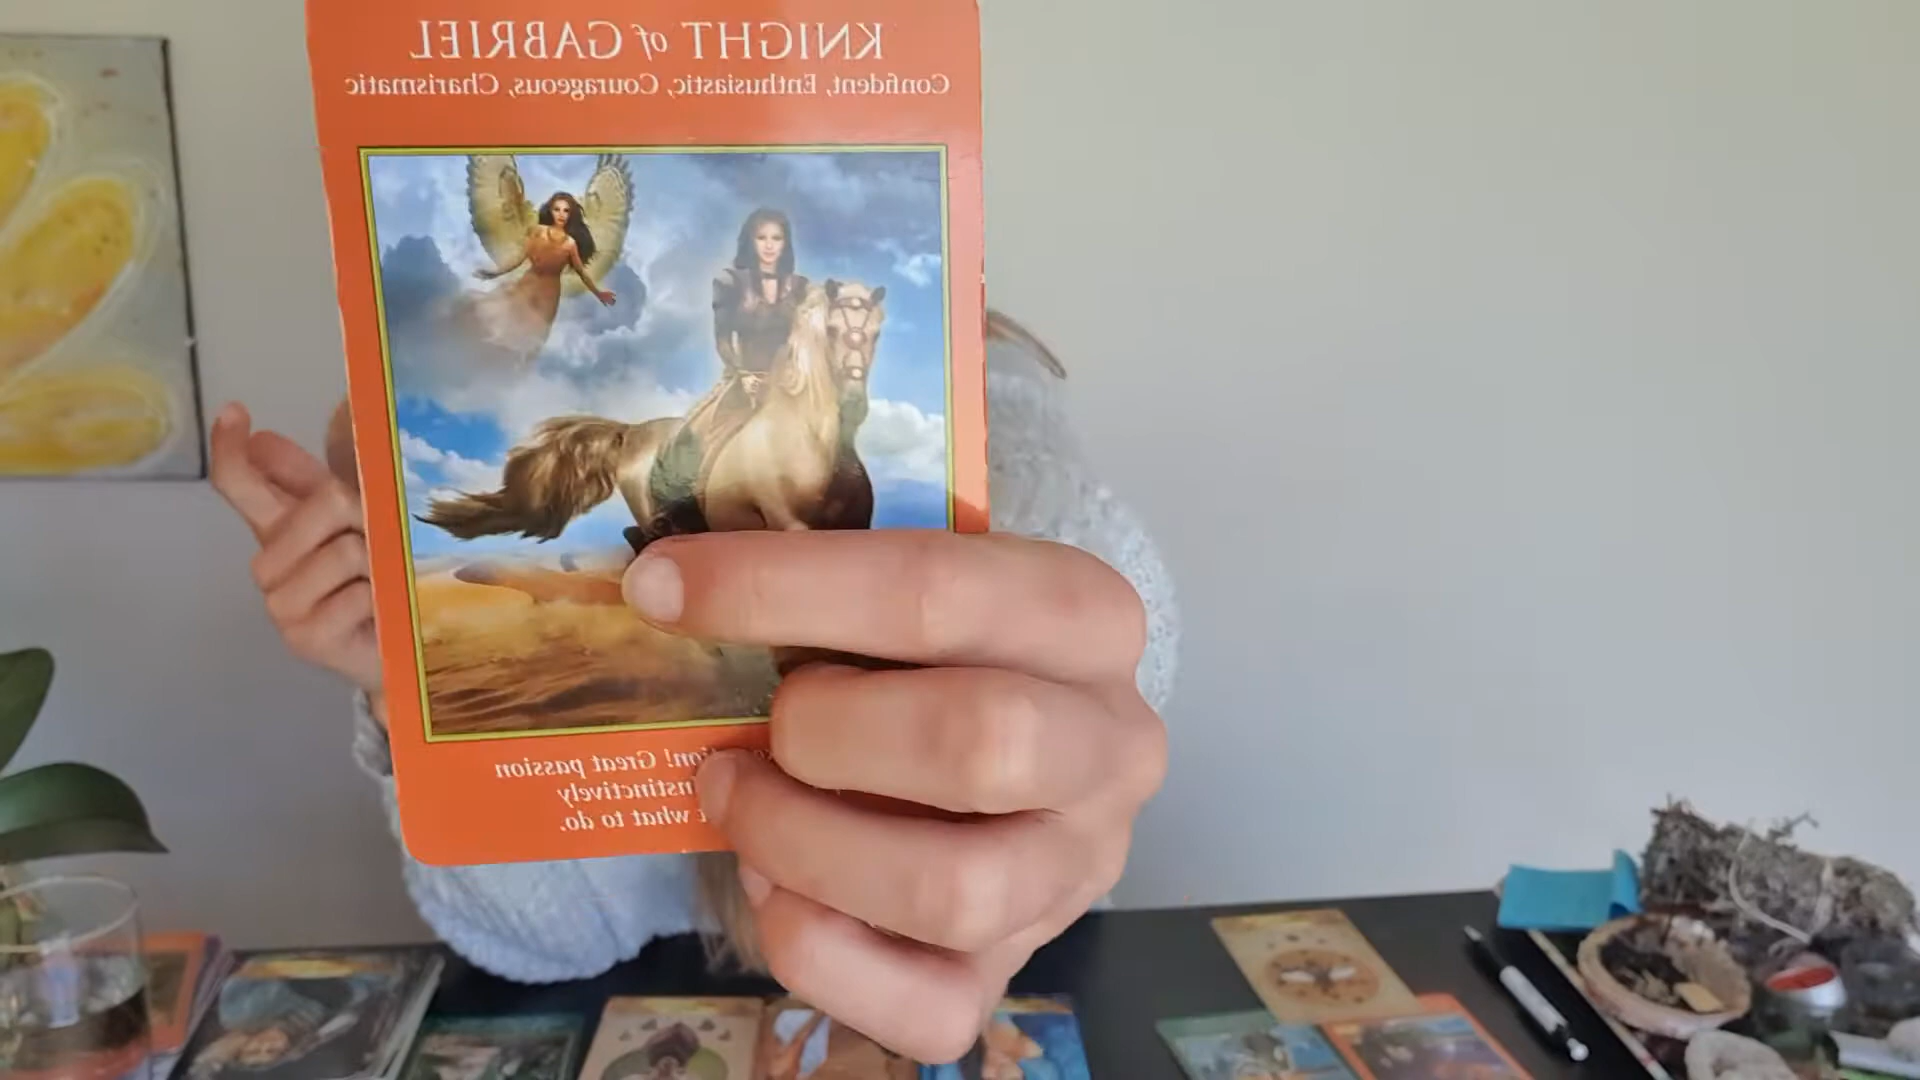 KNIGHT of GABRIEL
Confident, Enthusiastic, Courageous, Charismatic
Great passion
instinctively
what to do.